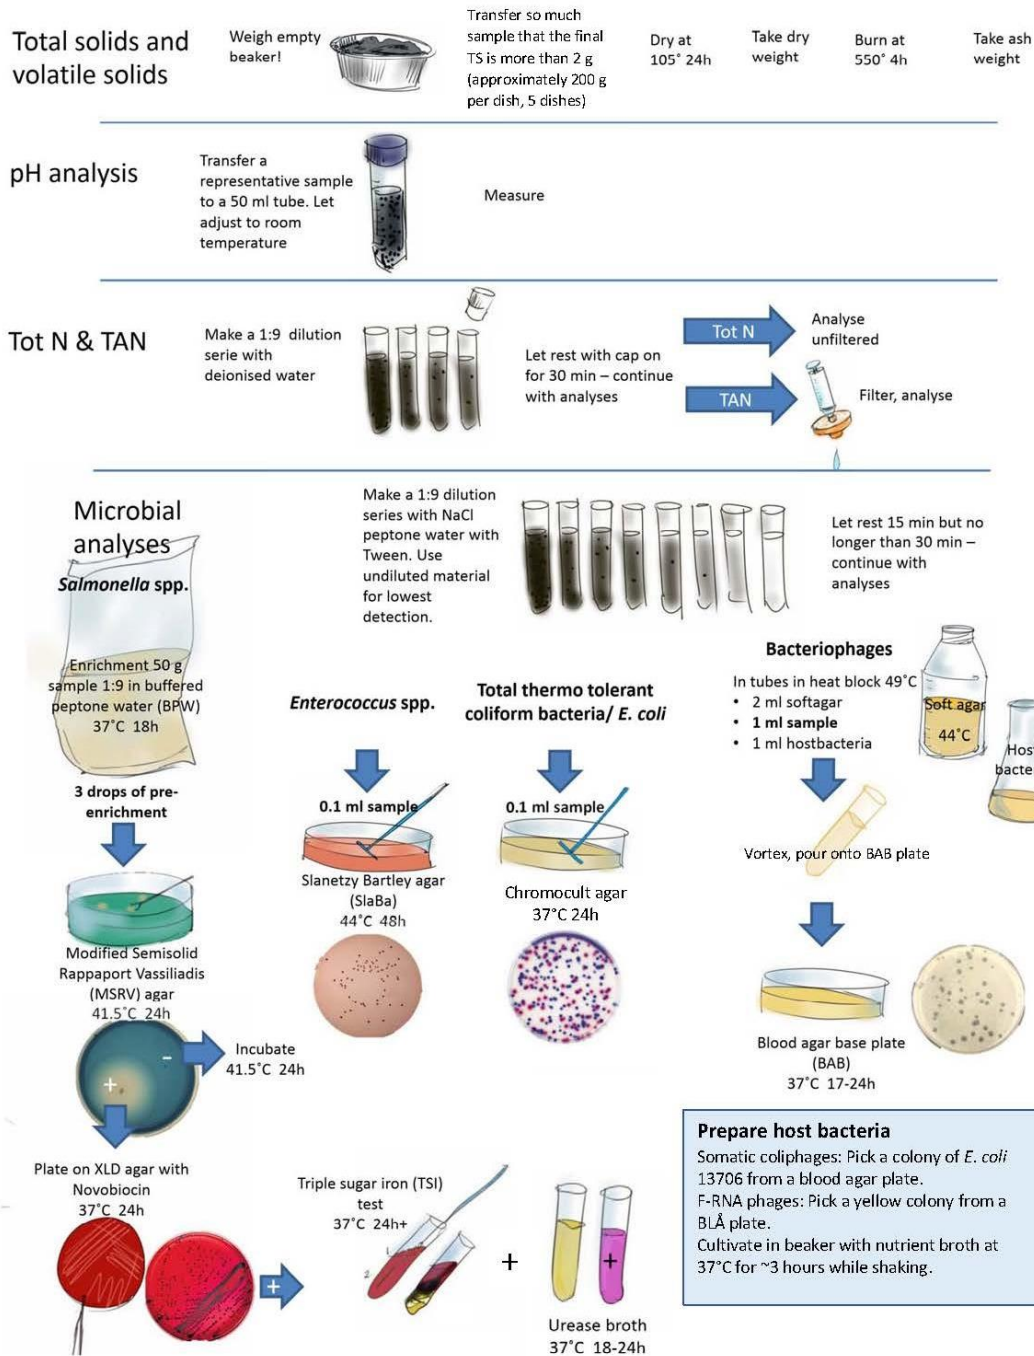 Total solids and
volatile solids
Weigh empty
beaker!
Transfer so much
sample that the final
TS is more than 2 g
(approximately 200 g
per dish, 5 dishes)
Dry at
105˚ 24h
Take dry
weight
Burn at
550˚ 4h
Take ash
weight
pH analysis
Transfer a
representative sample
to a 50 ml tube. Let
adjust to room
temperature
Measure
Tot N & TAN
Make a 1:9 dilution
serie with
deionised water
Let rest with cap on
for 30 min – continue
with analyses
Tot N
Analyse
unfiltered
TAN
Filter, analyse
Microbial
analyses
Make a 1:9 dilution
series with NaCl
peptone water with
Tween. Use
undiluted material
for lowest
detection.
Let rest 15 min but no
longer than 30 min –
continue with
analyses
Salmonella spp.
Enrichment 50 g
sample 1:9 in buffered
peptone water (BPW)
37˚C 18h
3 drops of pre-
enrichment
Modified Semisolid
Rappaport Vassiliadis
(MSRV) agar
41.5˚C 24h
-
+
Incubate
41.5˚C 24h
Plate on XLD agar with
Novobiocin
37˚C 24h
+
Triple sugar iron (TSI)
test
37˚C 24h+
+
+
Urease broth
37˚C 18-24h
Enterococcus spp.
0.1 ml sample
Slanetzy Bartley agar
(SlaBa)
44˚C 48h
Total thermo tolerant
coliform bacteria/ E. coli
0.1 ml sample
Chromocult agar
37˚C 24h
Bacteriophages
In tubes in heat block 49˚C
• 2 ml softagar
• 1 ml sample
• 1 ml hostbacteria
Soft agar
44˚C
Hos
bacte
Vortex, pour onto BAB plate
Blood agar base plate
(BAB)
37˚C 17-24h
Prepare host bacteria
Somatic coliphages: Pick a colony of E. coli
13706 from a blood agar plate.
F-RNA phages: Pick a yellow colony from a
BLÅ plate.
Cultivate in beaker with nutrient broth at
37˚C for ~3 hours while shaking.